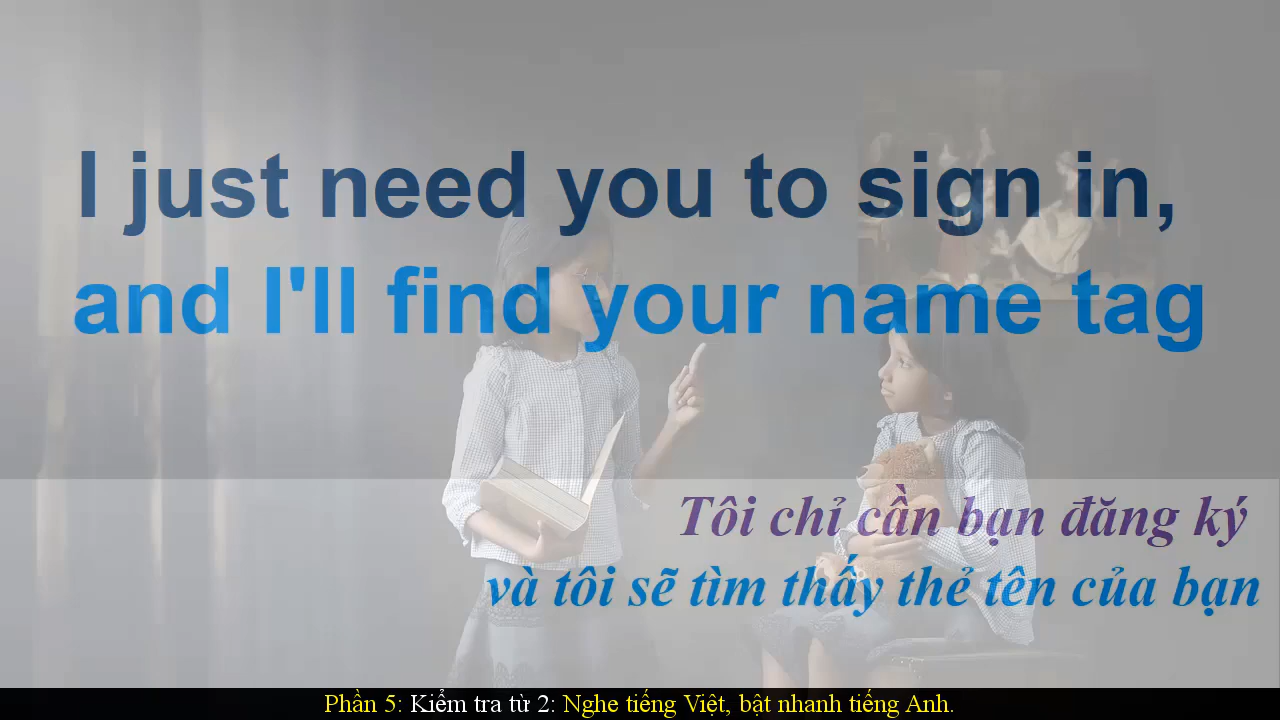 I just need you to sign in,
and I'll find your name tag
Tôi chỉ cần bạn đăng ký
và tôi sẽ tìm thấy thẻ tên của bạn
Phần 5: Kiểm tra từ 2: Nghe tiếng Việt, bật nhanh tiếng Anh.